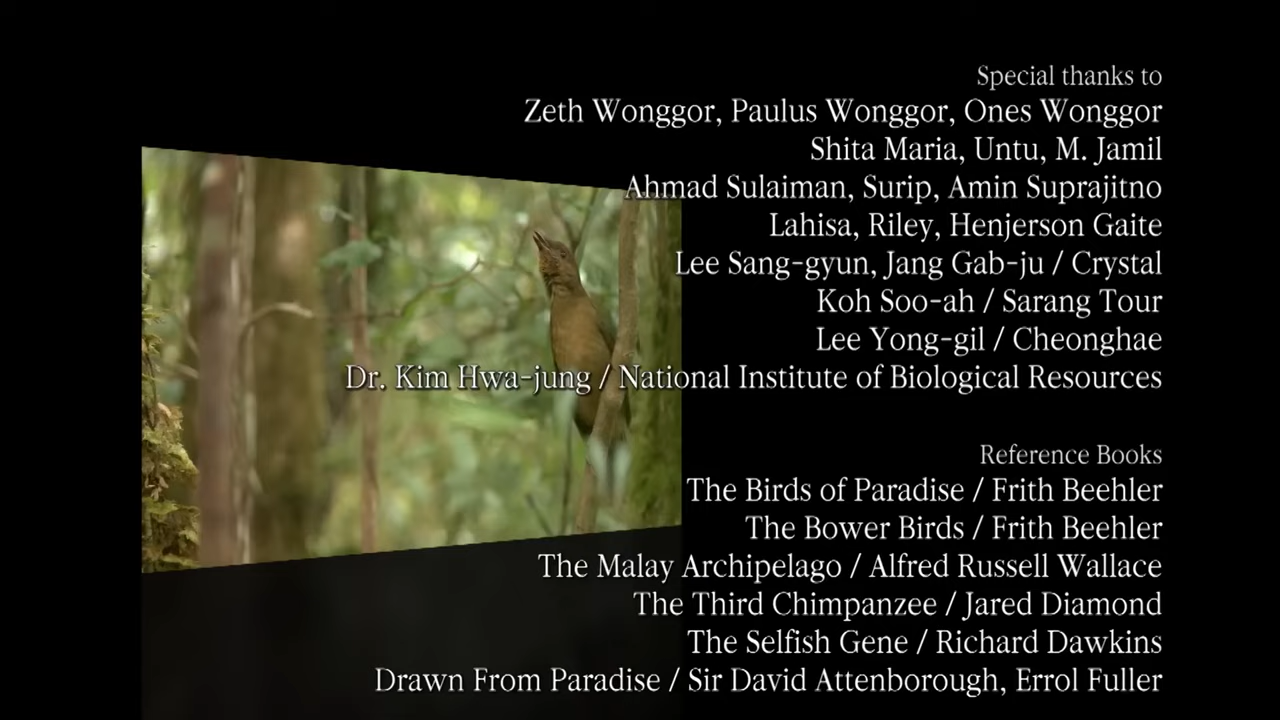 Special thanks to
Zeth Wonggor, Paulus Wonggor, Ones Wonggor
Shita Maria, Untu, M. Jamil
Ahmad Sulaiman, Surip, Amin Suprajitno
Lahisa, Riley, Henjerson Gaite
Lee Sang-gyun, Jang Gab-ju / Crystal
Koh Soo-ah / Sarang Tour
Lee Yong-gil / Cheonghae
Dr. Kim Hwa-jung / National Institute of Biological Resources
Reference Books
The Birds of Paradise / Frith Beehler
The Bower Birds / Frith Beehler
The Malay Archipelago / Alfred Russell Wallace
The Third Chimpanzee / Jared Diamond
The Selfish Gene / Richard Dawkins
Drawn From Paradise / Sir David Attenborough, Errol Fuller